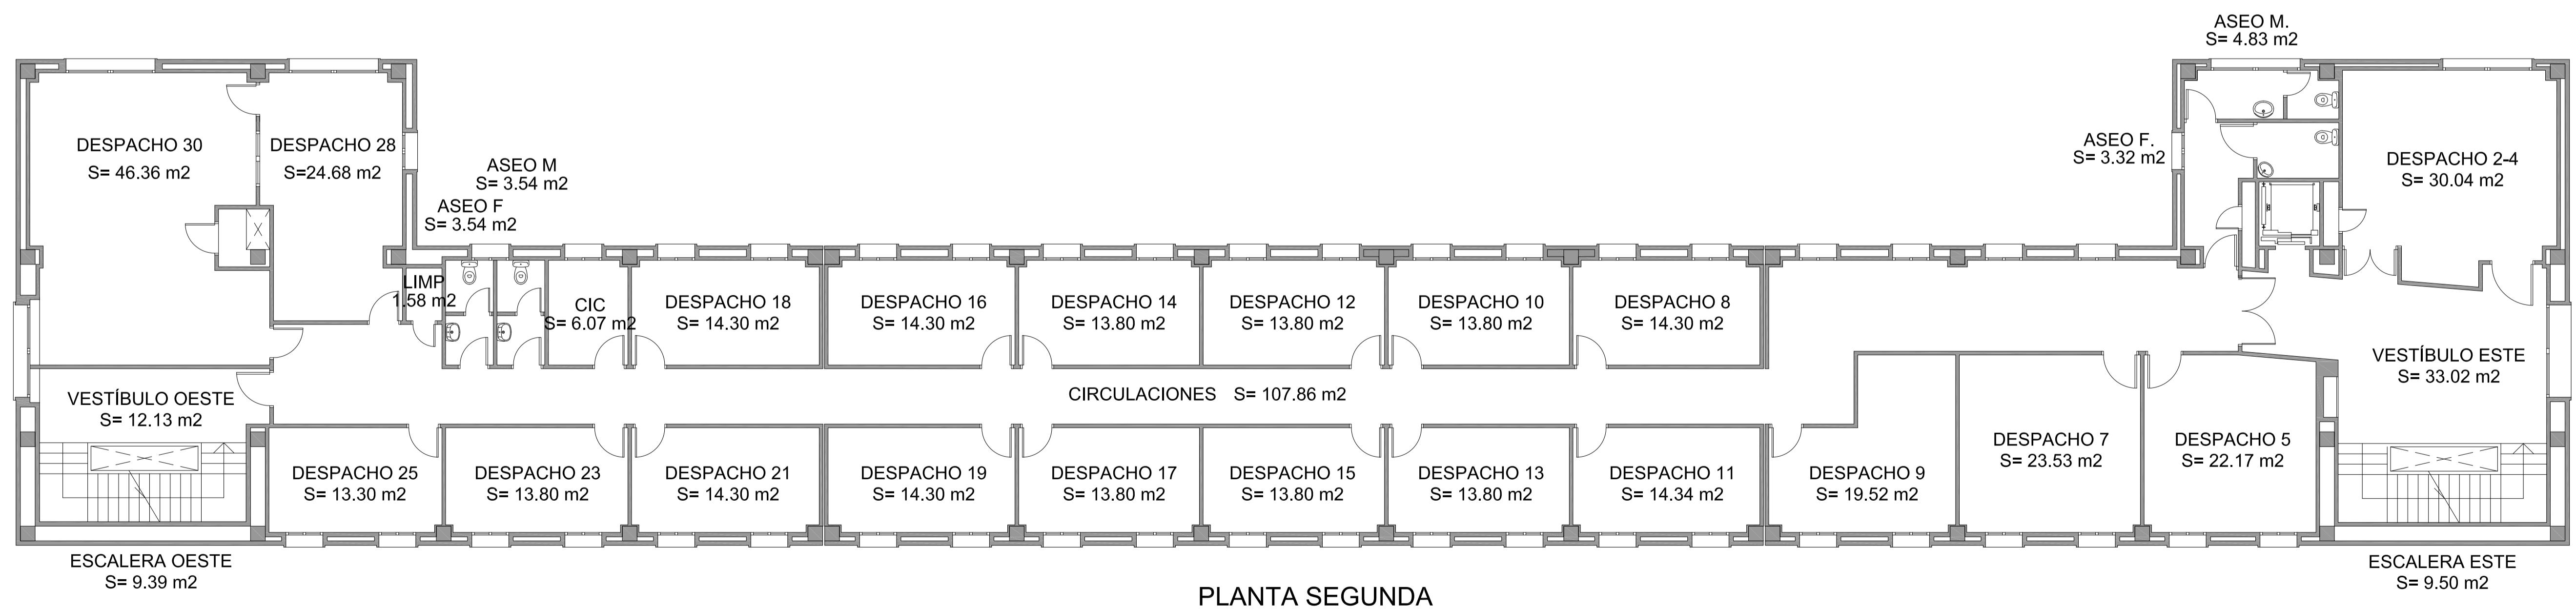 ASEO M.
S= 4.83 m2
DESPACHO 30
S= 46.36 m2
DESPACHO 28
S=24.68 m2
ASEO M
S= 3.54 m2
ASEO F
S= 3.54 m2
ASEO F.
S= 3.32 m2
DESPACHO 2-4
S= 30.04 m2
LIMP
1.58 m2
CIC
S= 6.07 m2
DESPACHO 18
S= 14.30 m2
DESPACHO 16
S= 14.30 m2
DESPACHO 14
S= 13.80 m2
DESPACHO 12
S= 13.80 m2
DESPACHO 10
S= 13.80 m2
DESPACHO 8
S= 14.30 m2
VESTÍBULO ESTE
S= 33.02 m2
VESTÍBULO OESTE
S= 12.13 m2
CIRCULACIONES S= 107.86 m2
DESPACHO 25
S= 13.30 m2
DESPACHO 23
S= 13.80 m2
DESPACHO 21
S= 14.30 m2
DESPACHO 19
S= 14.30 m2
DESPACHO 17
S= 13.80 m2
DESPACHO 15
S= 13.80 m2
DESPACHO 13
S= 13.80 m2
DESPACHO 11
S= 14.34 m2
DESPACHO 9
S= 19.52 m2
DESPACHO 7
S= 23.53 m2
DESPACHO 5
S= 22.17 m2
ESCALERA OESTE
S= 9.39 m2
ESCALERA ESTE
S= 9.50 m2
PLANTA SEGUNDA